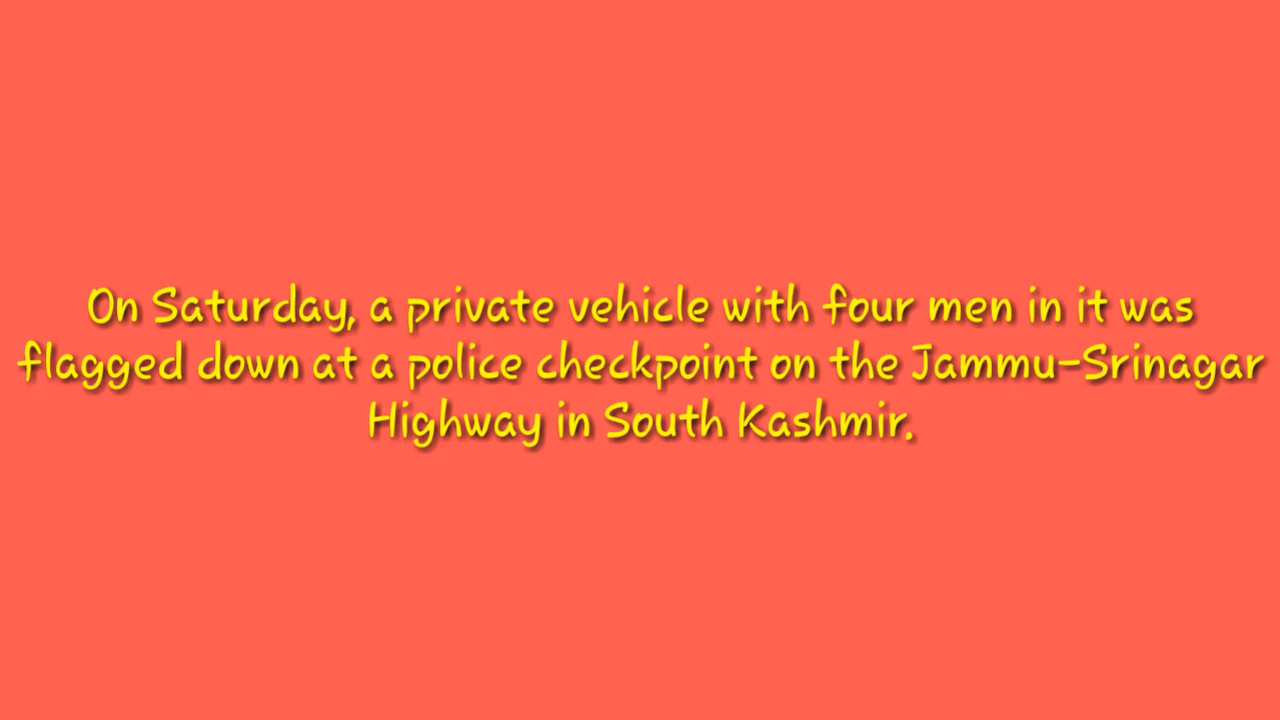 On Saturday, a private vehicle with four men in it was
flagged down at a police checkpoint on the Jammu-Srinagar
Highway in South Kashmir.